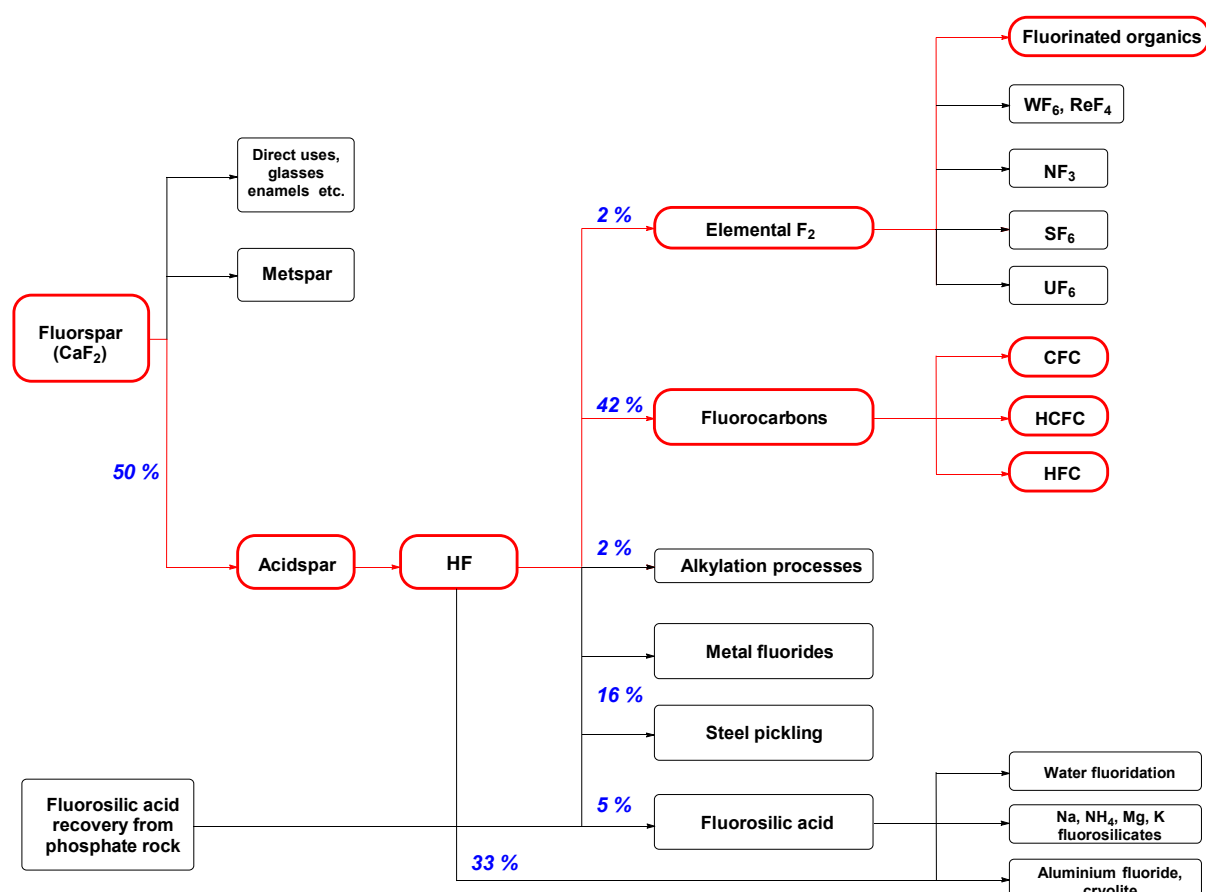 Fluorinated organics
WF₆, ReF₄
Direct uses,
glasses
enamels etc.
NF₃
2 %
Elemental F₂
SF₆
Metspar
UF₆
Fluorspar
(CaF₂)
CFC
42 %
Fluorocarbons
HCFC
50 %
HFC
Acidspar
HF
2 %
Alkylation processes
Metal fluorides
16 %
Steel pickling
Water fluoridation
Fluorosilic acid
recovery from
phosphate rock
5 %
Fluorosilic acid
Na, NH₄, Mg, K
fluorosilicates
33 %
Aluminium fluoride,
cryolite